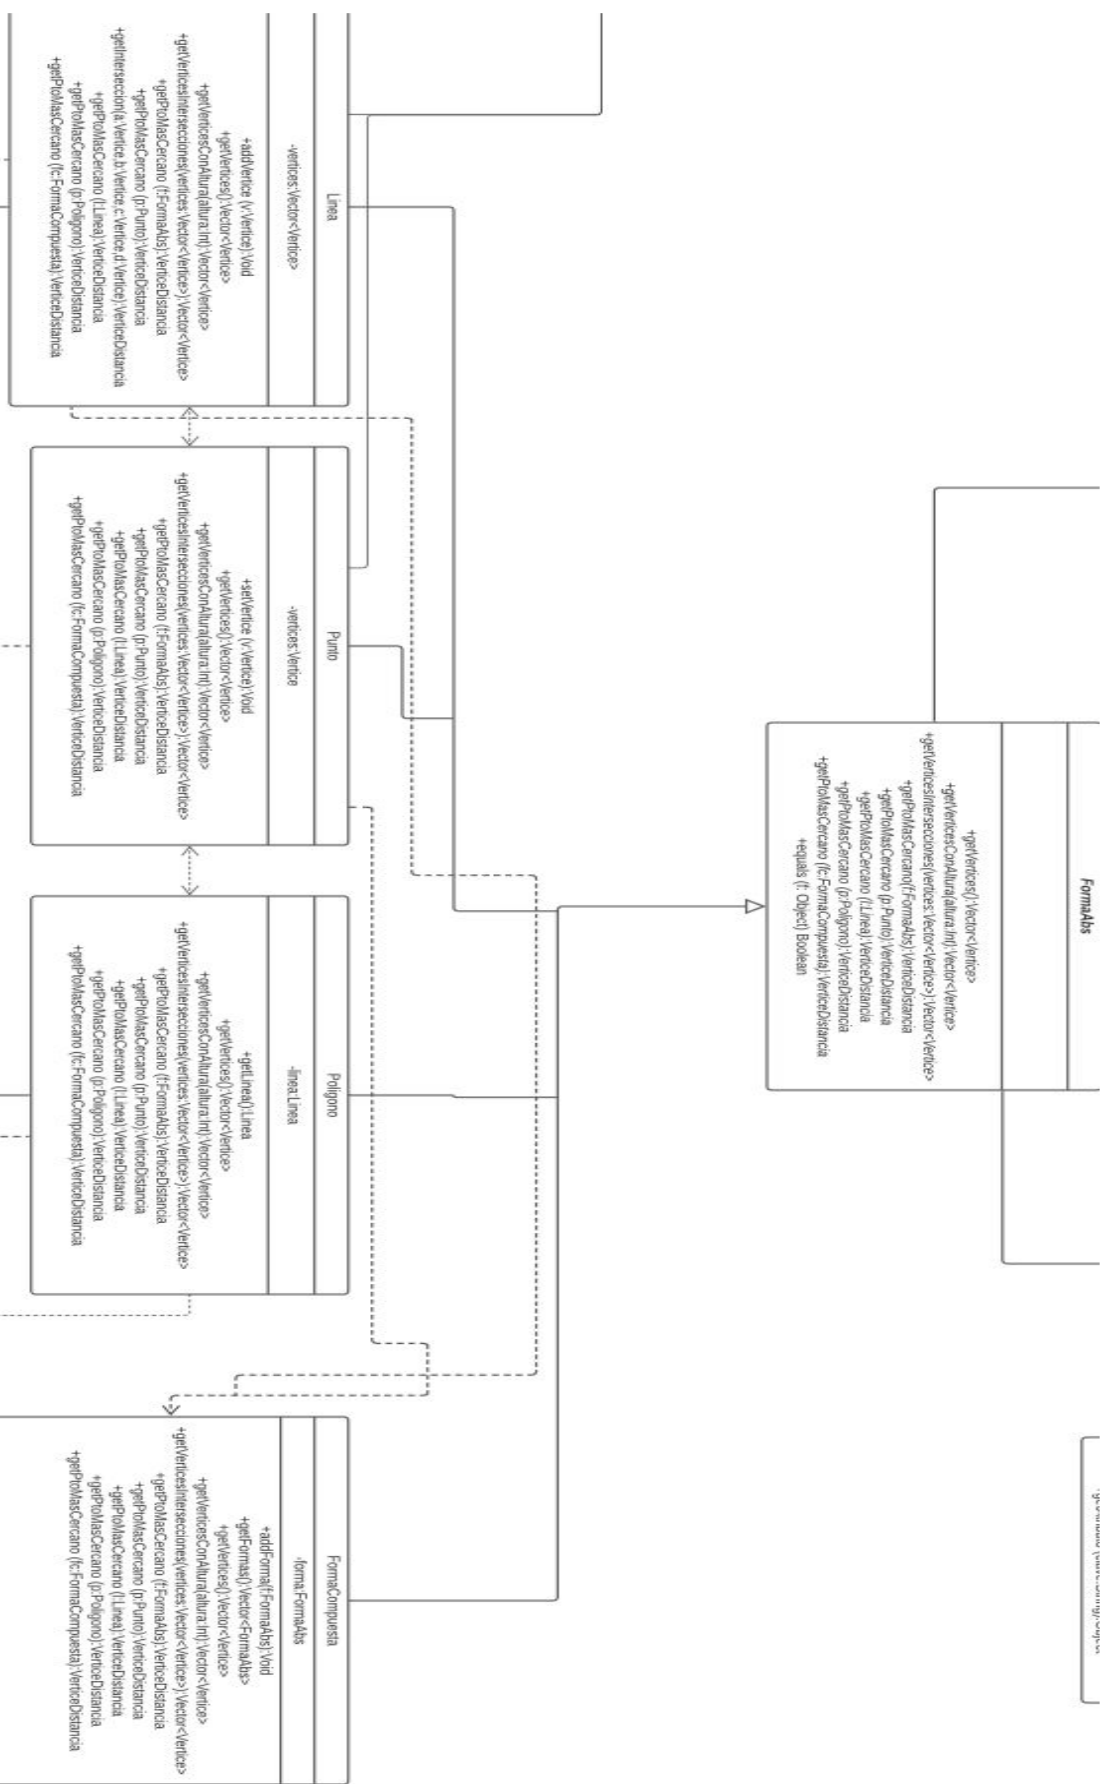 FormaAbs
+getVertices():Vector<Vertice>
+getVerticesConAltura(altura:Int):Vector<Vertice>
+getVerticesIntersecciones(vertices:Vector<Vertice>):Vector<Vertice>
+getPtoMasCercano(f:FormaAbs):VerticeDistancia
+getPtoMasCercano (p:Punto):VerticeDistancia
+getPtoMasCercano (l:Linea):VerticeDistancia
+getPtoMasCercano (p:Poligono):VerticeDistancia
+getPtoMasCercano (fc:FormaCompuesta):VerticeDistancia
+equals (f: Object) Boolean
Linea
-vertices:Vector<Vertice>
+addVertice (v:Vertice):Void
+getVertices():Vector<Vertice>
+getVerticesConAltura(altura:Int):Vector<Vertice>
+getVerticesIntersecciones(vertices:Vector<Vertice>):Vector<Vertice>
+getPtoMasCercano (f:FormaAbs):VerticeDistancia
+getPtoMasCercano (p:Punto):VerticeDistancia
+getInterseccion(a:Vertice,b:Vertice,c:Vertice,d:Vertice):VerticeDistancia
+getPtoMasCercano (l:Linea):VerticeDistancia
+getPtoMasCercano (p:Poligono):VerticeDistancia
+getPtoMasCercano (fc:FormaCompuesta):VerticeDistancia
Punto
-vertices:Vertice
+setVertice (v:Vertice):Void
+getVertices():Vector<Vertice>
+getVerticesConAltura(altura:Int):Vector<Vertice>
+getVerticesIntersecciones(vertices:Vector<Vertice>):Vector<Vertice>
+getPtoMasCercano (f:FormaAbs):VerticeDistancia
+getPtoMasCercano (p:Punto):VerticeDistancia
+getPtoMasCercano (l:Linea):VerticeDistancia
+getPtoMasCercano (p:Poligono):VerticeDistancia
+getPtoMasCercano (fc:FormaCompuesta):VerticeDistancia
Poligono
-linea:Linea
+getLinea():Linea
+getVertices():Vector<Vertice>
+getVerticesConAltura(altura:Int):Vector<Vertice>
+getVerticesIntersecciones(vertices:Vector<Vertice>):Vector<Vertice>
+getPtoMasCercano (f:FormaAbs):VerticeDistancia
+getPtoMasCercano (p:Punto):VerticeDistancia
+getPtoMasCercano (l:Linea):VerticeDistancia
+getPtoMasCercano (p:Poligono):VerticeDistancia
+getPtoMasCercano (fc:FormaCompuesta):VerticeDistancia
FormaCompuesta
-forma:FormaAbs
+addForma(f:FormaAbs):Void
+getFormas():Vector<FormaAbs>
+getVertices():Vector<Vertice>
+getVerticesConAltura(altura:Int):Vector<Vertice>
+getVerticesIntersecciones(vertices:Vector<Vertice>):Vector<Vertice>
+getPtoMasCercano (f:FormaAbs):VerticeDistancia
+getPtoMasCercano (p:Punto):VerticeDistancia
+getPtoMasCercano (l:Linea):VerticeDistancia
+getPtoMasCercano (p:Poligono):VerticeDistancia
+getPtoMasCercano (fc:FormaCompuesta):VerticeDistancia